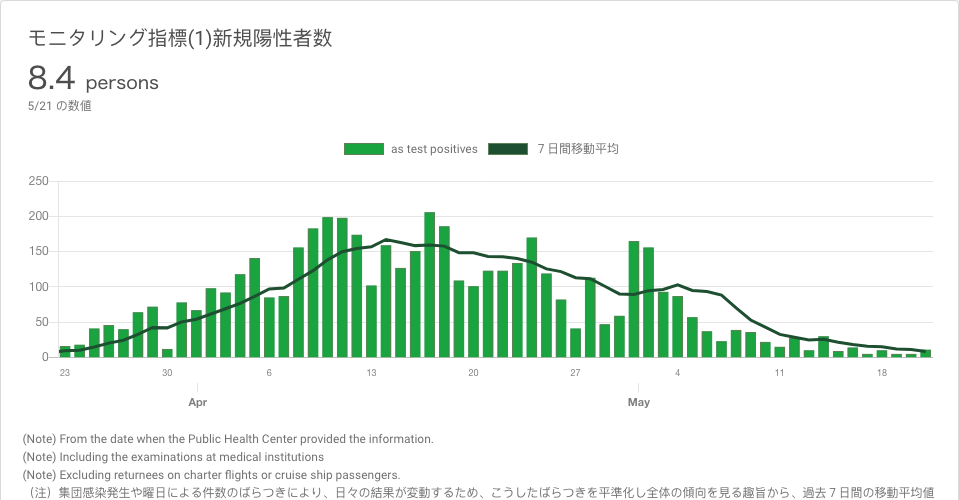 モニタリング指標(1)新規陽性者数
8.4 persons
5/21 の数値
as test positives 7 日間移動平均
250
200
150
100
50
0
23 30 6 13 20 27 4 11 18
Apr May
(Note) From the date when the Public Health Center provided the information.
(Note) Including the examinations at medical institutions
(Note) Excluding returnees on charter flights or cruise ship passengers.
（注）集団感染発生や曜日による件数のばらつきにより、日々の結果が変動するため、こうしたばらつきを平準化し全体の傾向を見る趣旨から、過去 7 日間の移動平均値